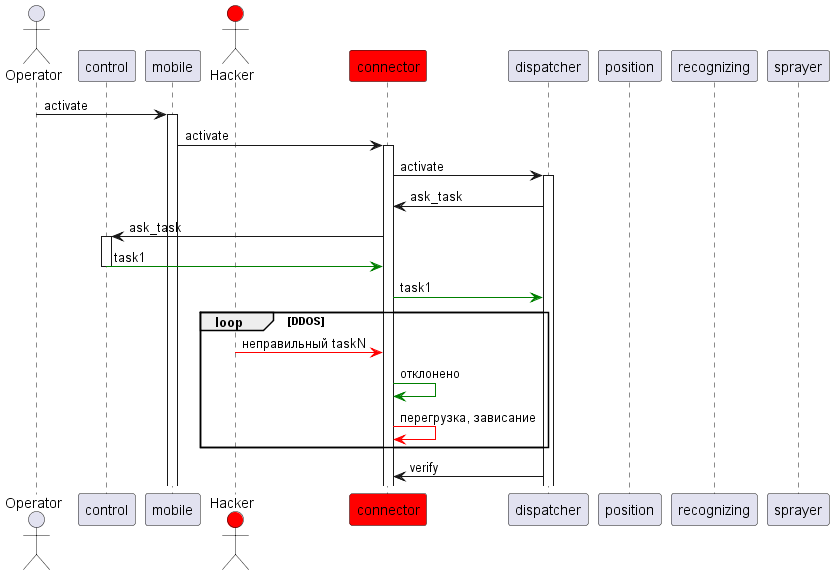 Operator
control
mobile
Hacker
connector
dispatcher
position
recognizing
sprayer
activate
activate
activate
ask_task
ask_task
task1
task1
loop [DDOS]
неправильный taskN
отклонено
перегрузка, зависание
verify
Operator
control
mobile
Hacker
connector
dispatcher
position
recognizing
sprayer